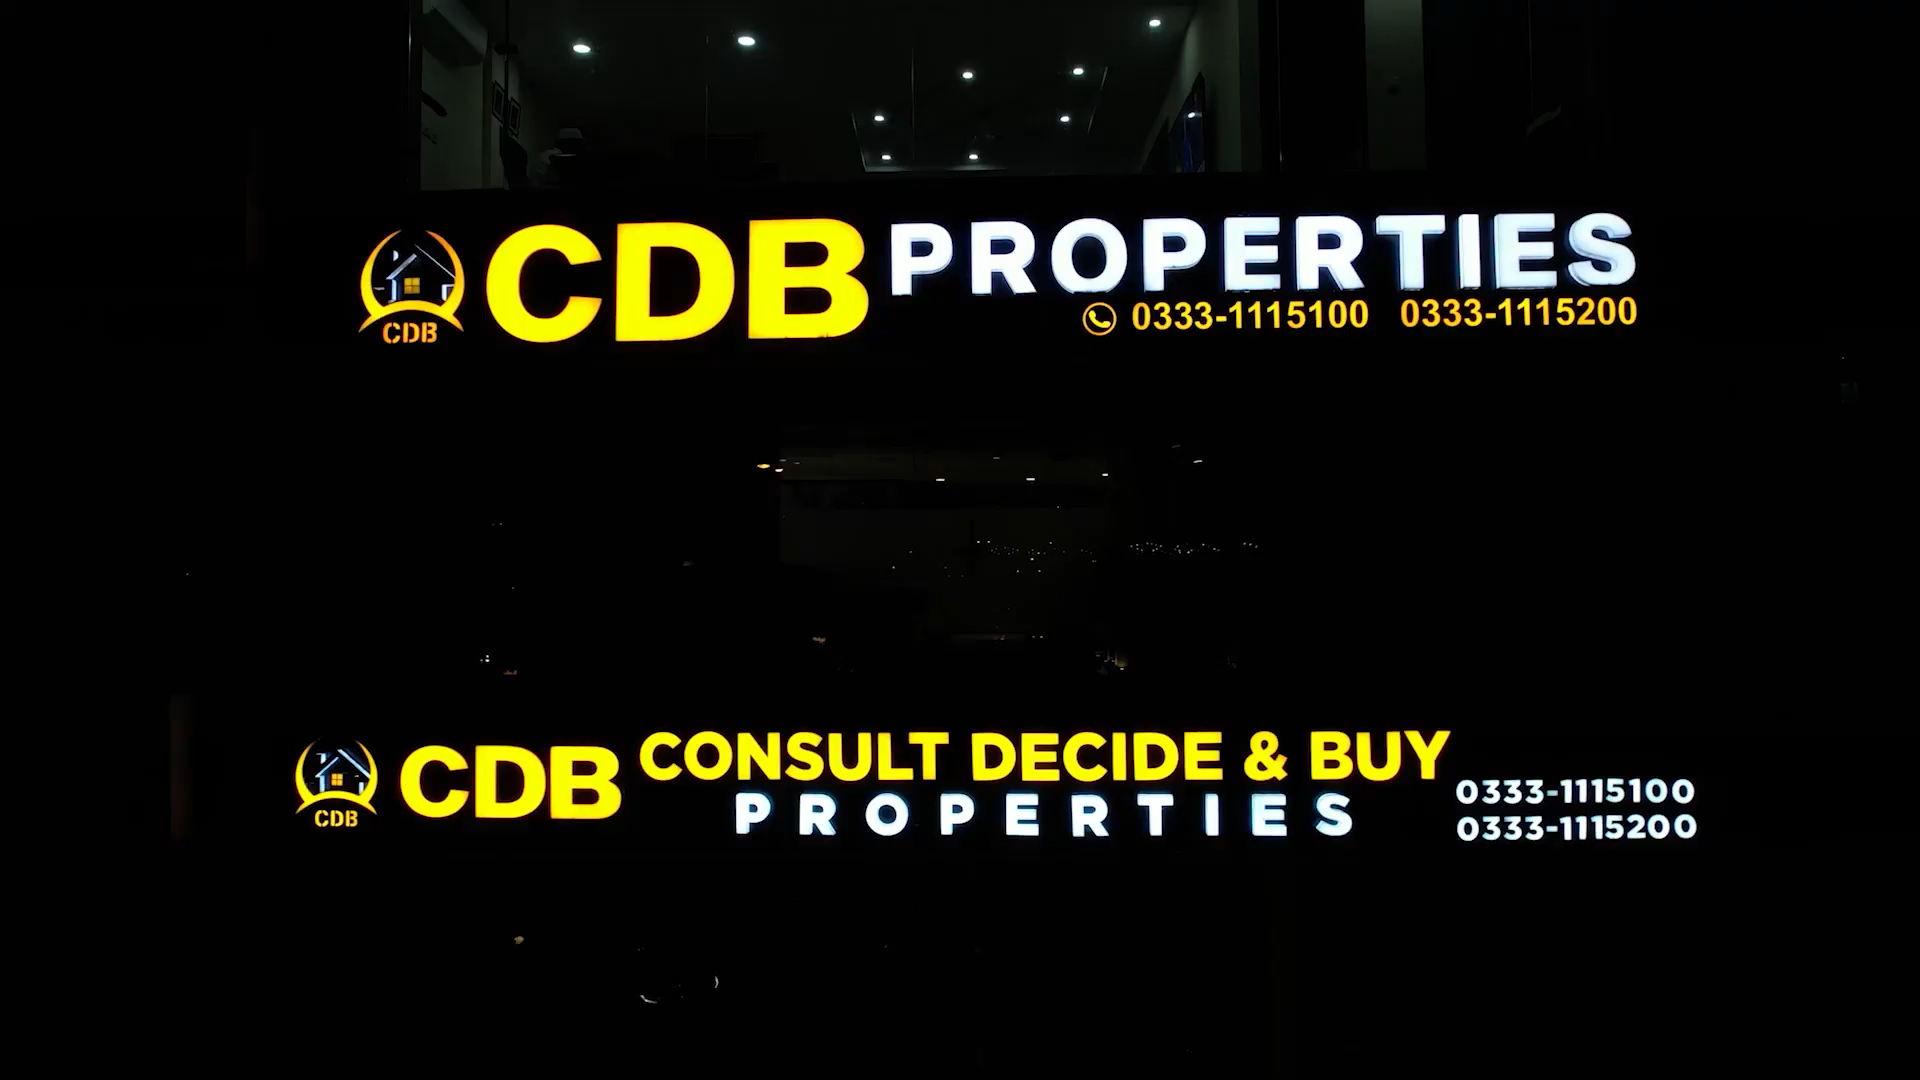 CDB PROPERTIES
CDB
0333-1115100 0333-1115200
CDB CONSULT DECIDE & BUY
PROPERTIES
CDB
0333-1115100
0333-1115200